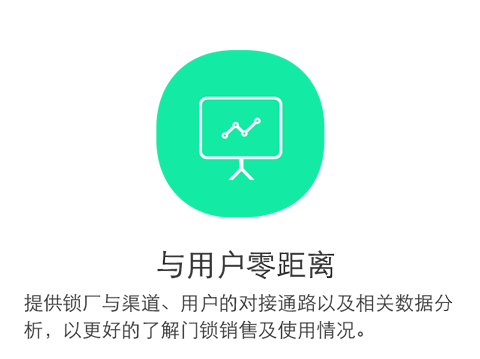 与用户零距离
提供锁厂与渠道、用户的对接通路以及相关数据分
析，以更好的了解门锁销售及使用情况。